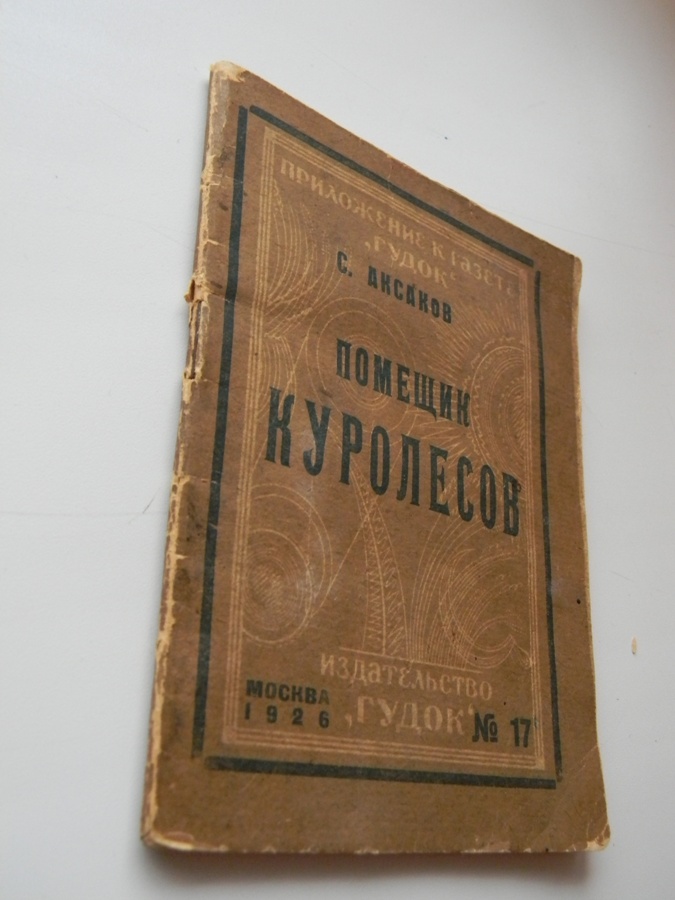 ПРИЛОЖЕНИЕ К ГАЗЕТЕ
„ГУДОК“
С. АКСАКОВ
ПОМЕЩИК
КУРОЛЕСОВ
ИЗДАТЕЛЬСТВО
„ГУДОК“
МОСКВА
1926
№ 17